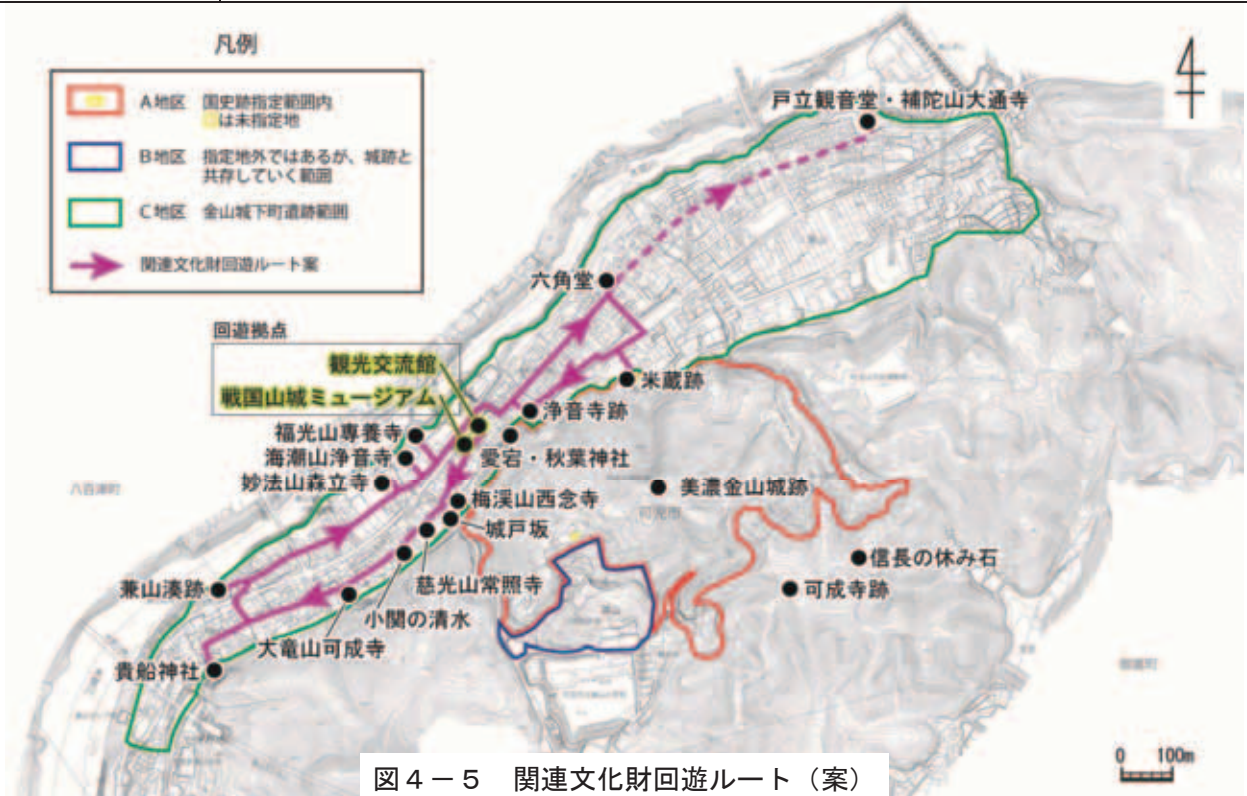 凡例
A地区 国史跡指定範囲内
は未指定地
B地区 指定地外ではあるが、城跡と
共存していく範囲
C地区 金山城下町遺跡範囲
関連文化財回遊ルート案
戸立観音堂・補陀山大通寺
六角堂
回遊拠点
観光交流館
戦国山城ミュージアム
米蔵跡
浄音寺跡
福光山専養寺
海潮山浄音寺
愛宕・秋葉神社
妙法山森立寺
八百津町
美濃金山城跡
可児市
梅渓山西念寺
城戸坂
信長の休み石
慈光山常照寺
可成寺跡
兼山湊跡
小関の清水
大竜山可成寺
貴船神社
御嵩町
0 100m
図4－5 関連文化財回遊ルート（案）